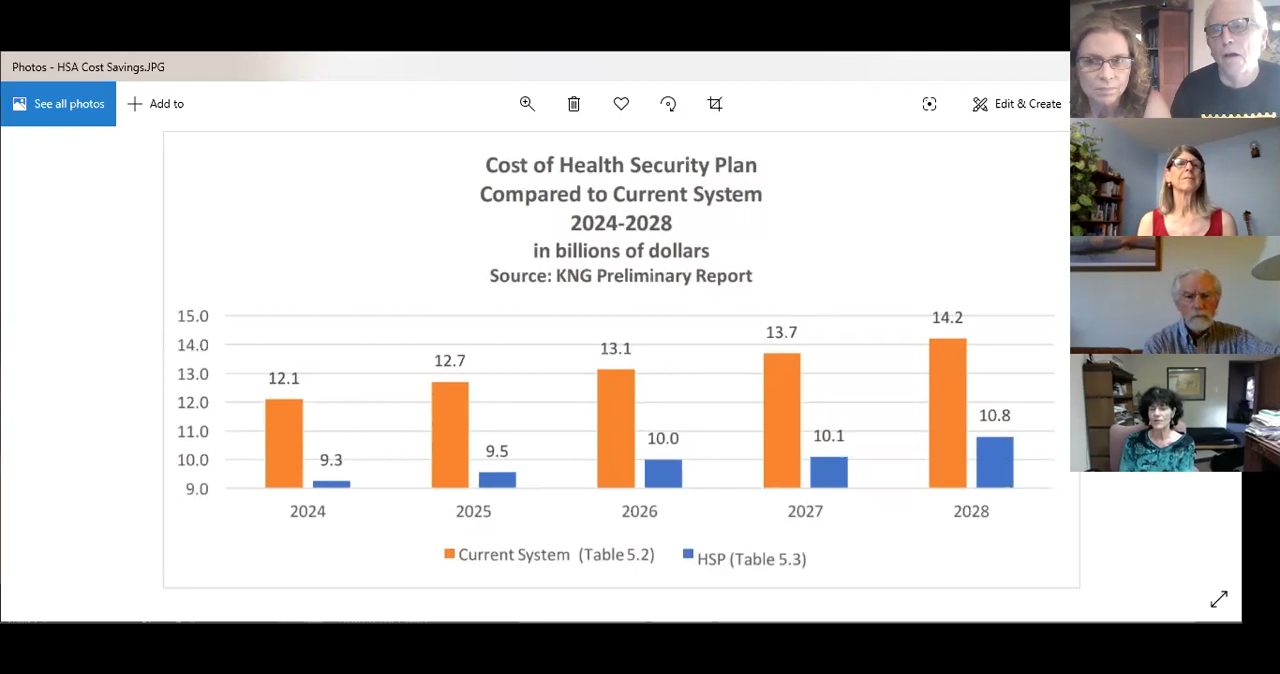 Photos - HSA Cost Savings.JPG
See all photos
Add to
Edit & Create
Cost of Health Security Plan
Compared to Current System
2024-2028
in billions of dollars
Source: KNG Preliminary Report
15.0
14.0
13.0
12.0
11.0
10.0
9.0
12.1
9.3
12.7
9.5
13.1
10.0
13.7
10.1
14.2
10.8
2024
2025
2026
2027
2028
Current System (Table 5.2)
HSP (Table 5.3)